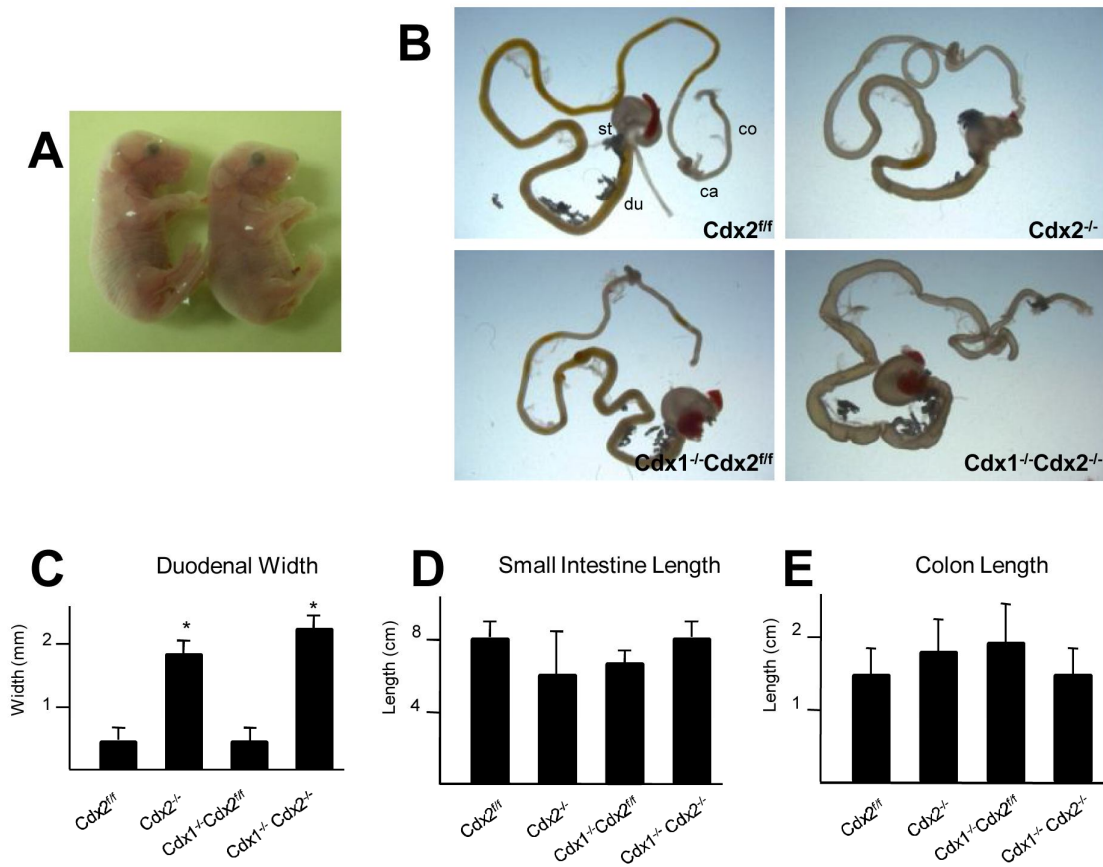 A
B
st
co
ca
du
Cdx2f/f
Cdx2-/-
Cdx1-/-Cdx2f/f
Cdx1-/-Cdx2-/-
C
Duodenal Width
Width (mm)
2
1
*
*
Cdx2f/f
Cdx2-/-
Cdx1-/-Cdx2f/f
Cdx1-/- Cdx2-/-
D
Small Intestine Length
Length (cm)
8
4
Cdx2f/f
Cdx2-/-
Cdx1-/-Cdx2f/f
Cdx1-/- Cdx2-/-
E
Colon Length
Length (cm)
2
1
Cdx2f/f
Cdx2-/-
Cdx1-/-Cdx2f/f
Cdx1-/- Cdx2-/-